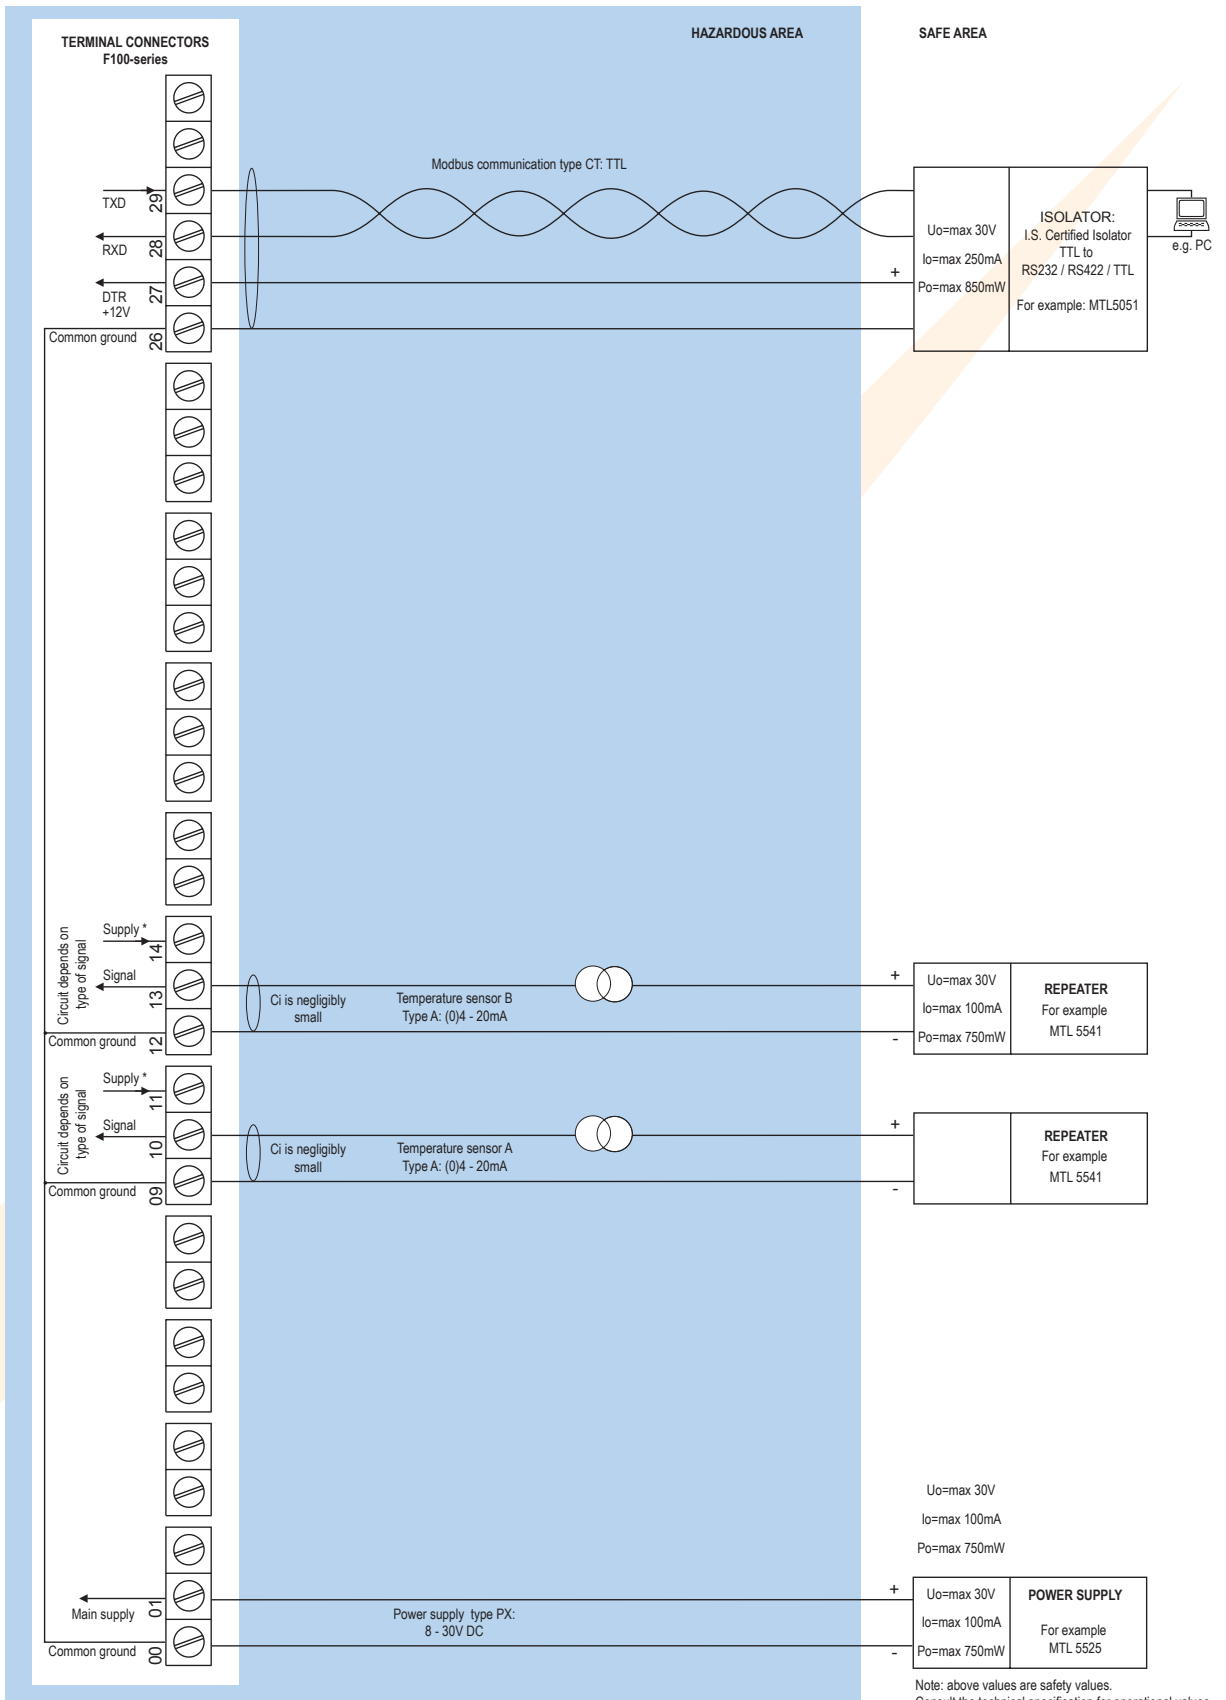 HAZARDOUS AREA
SAFE AREA
TERMINAL CONNECTORS
F100-series
Modbus communication type CT: TTL
TXD
29
RXD
28
DTR
+12V
27
Common ground
26
+
Uo=max 30V
Io=max 250mA
Po=max 850mW
ISOLATOR:
I.S. Certified Isolator
TTL to
RS232 / RS422 / TTL
For example: MTL5051
e.g. PC
Circuit depends on
type of signal
Supply *
14
Signal
13
Common ground
12
Ci is negligibly
small
Temperature sensor B
Type A: (0)4 - 20mA
+
-
Uo=max 30V
Io=max 100mA
Po=max 750mW
REPEATER
For example
MTL 5541
Circuit depends on
type of signal
Supply *
11
Signal
10
Common ground
09
Ci is negligibly
small
Temperature sensor A
Type A: (0)4 - 20mA
+
-
REPEATER
For example
MTL 5541
Uo=max 30V
Io=max 100mA
Po=max 750mW
Main supply
01
Common ground
00
Power supply type PX:
8 - 30V DC
+
-
Uo=max 30V
Io=max 100mA
Po=max 750mW
POWER SUPPLY
For example
MTL 5525
Note: above values are safety values.
Consult the technical specification for operational values